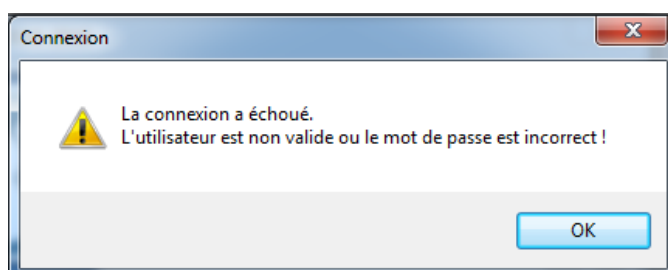 Connexion
La connexion a échoué.
L'utilisateur est non valide ou le mot de passe est incorrect !
OK